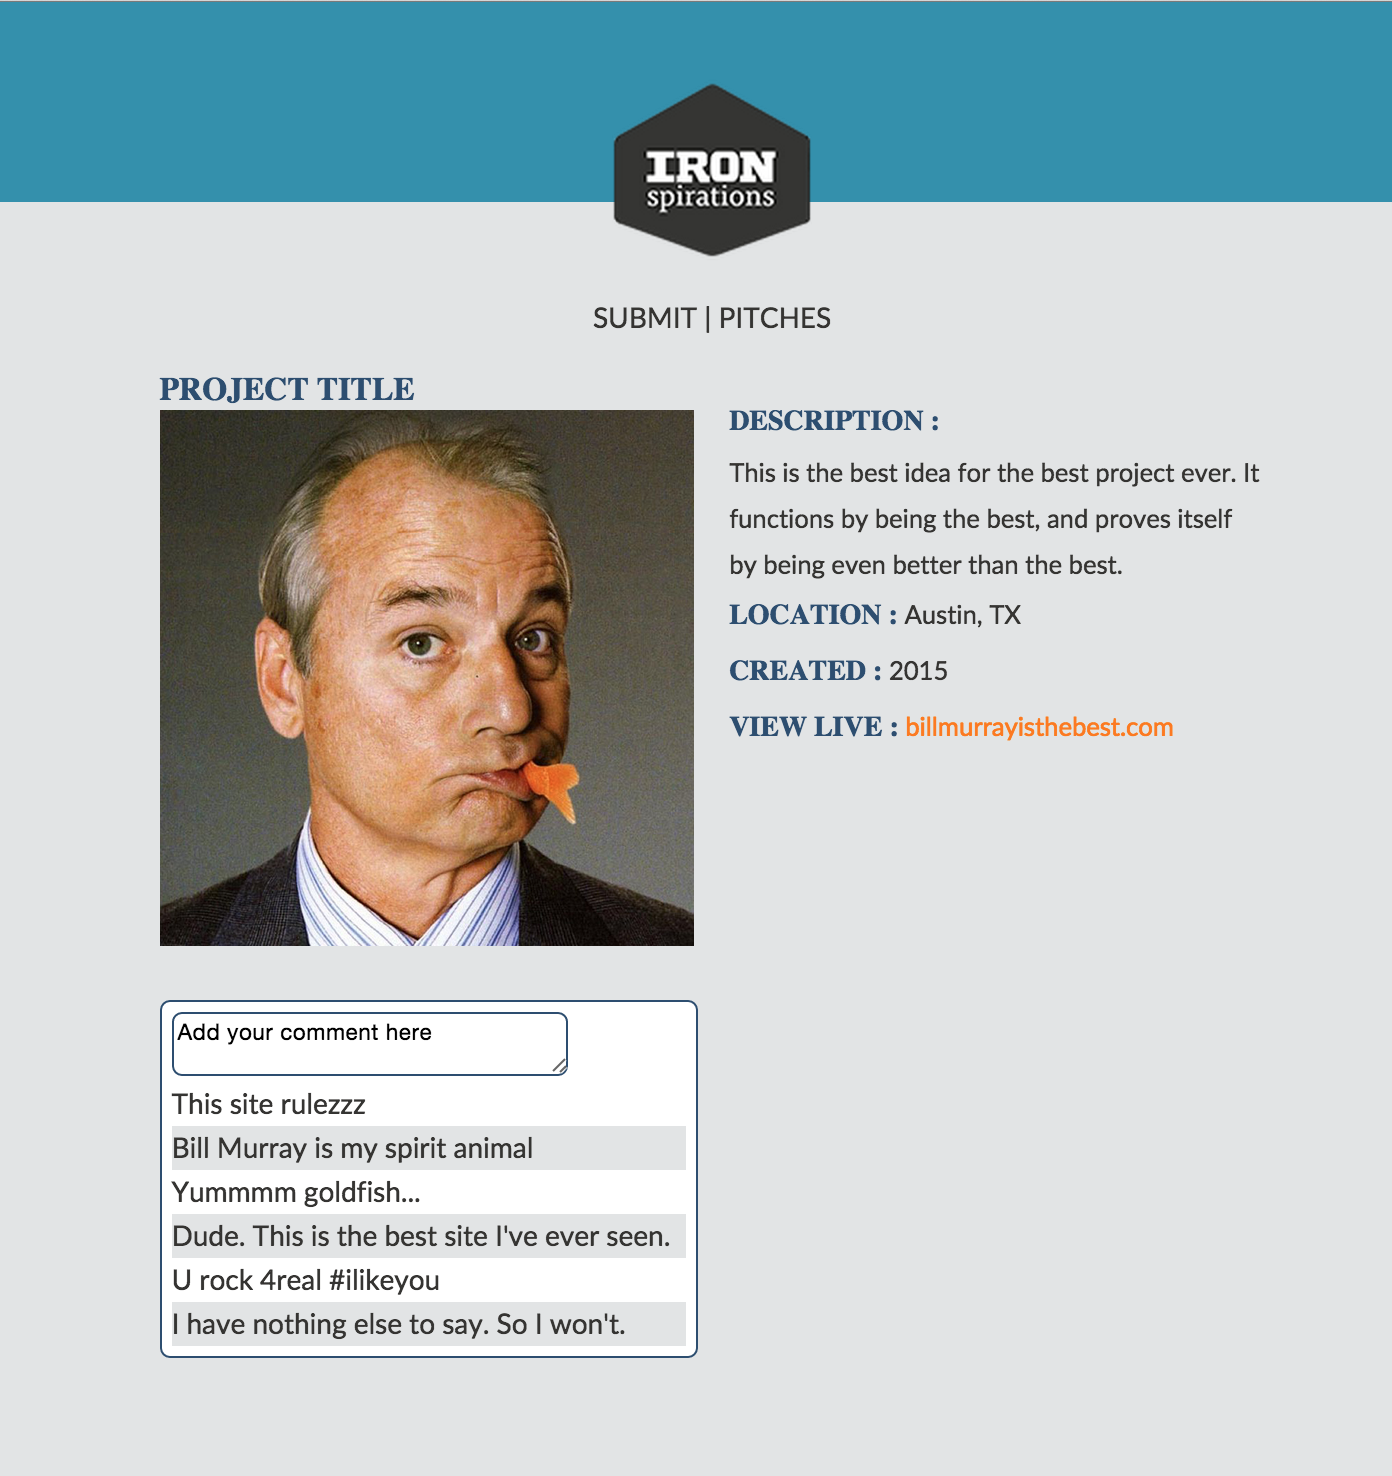 IRON
spirations
SUBMIT | PITCHES
PROJECT TITLE
DESCRIPTION :
This is the best idea for the best project ever. It
functions by being the best, and proves itself
by being even better than the best.
LOCATION : Austin, TX
CREATED : 2015
VIEW LIVE : billmurrayisthebest.com
Add your comment here
This site rulezzz
Bill Murray is my spirit animal
Yummmm goldfish...
Dude. This is the best site I've ever seen.
U rock 4real #ilikeyou
I have nothing else to say. So I won't.